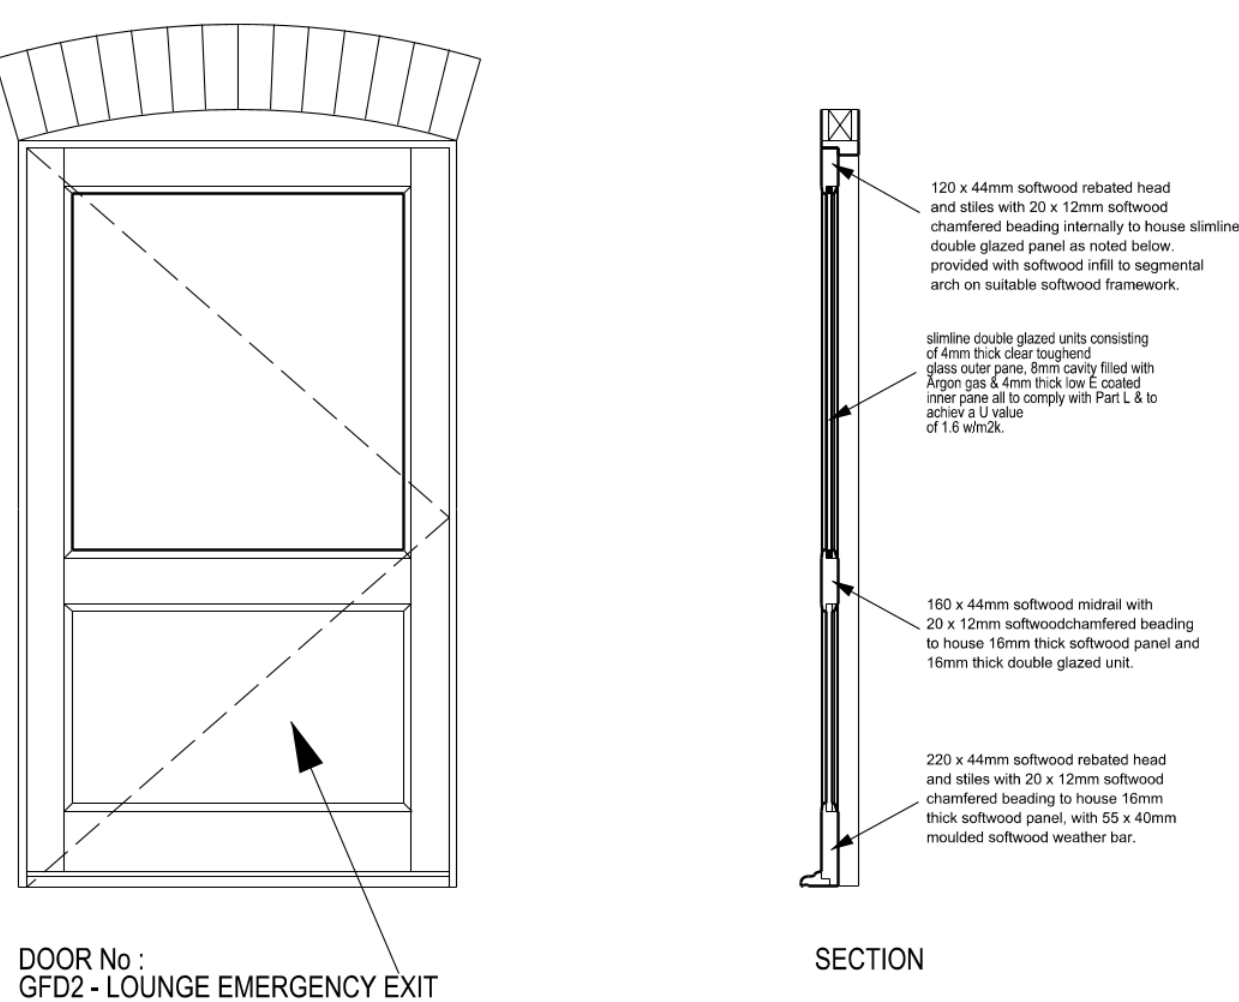 120 x 44mm softwood rebated head
and stiles with 20 x 12mm softwood
chamfered beading internally to house slimline
double glazed panel as noted below.
provided with softwood infill to segmental
arch on suitable softwood framework.
slimline double glazed units consisting
of 4mm thick clear toughend
glass outer pane, 8mm cavity filled with
Argon gas & 4mm thick low E coated
inner pane all to comply with Part L & to
achiev a U value
of 1.6 w/m2k.
160 x 44mm softwood midrail with
20 x 12mm softwoodchamfered beading
to house 16mm thick softwood panel and
16mm thick double glazed unit.
220 x 44mm softwood rebated head
and stiles with 20 x 12mm softwood
chamfered beading to house 16mm
thick softwood panel, with 55 x 40mm
moulded softwood weather bar.
DOOR No :
GFD2 - LOUNGE EMERGENCY EXIT
SECTION